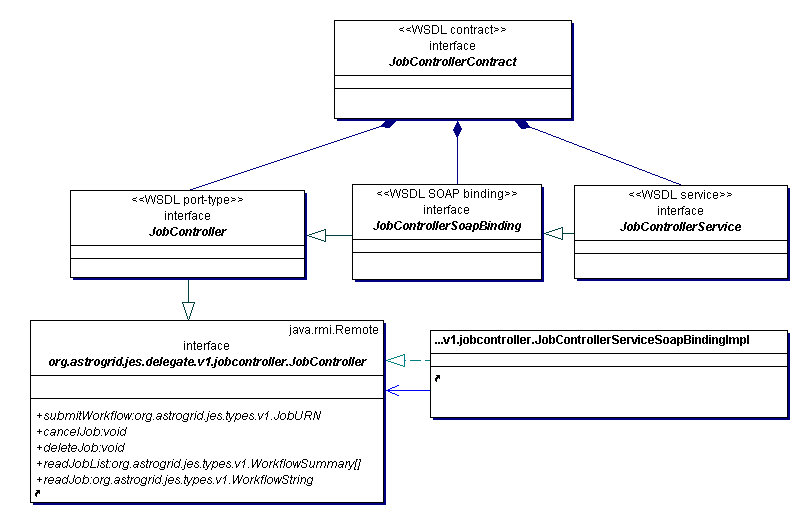 <<WSDL contract>>
interface
JobControllerContract
<<WSDL port-type>>
interface
JobController
<<WSDL SOAP binding>>
interface
JobControllerSoapBinding
<<WSDL service>>
interface
JobControllerService
java.rmi.Remote
interface
org.astrogrid.jes.delegate.v1.jobcontroller.JobController
+submitWorkflow:org.astrogrid.jes.types.v1.JobURN
+cancelJob:void
+deleteJob:void
+readJobList:org.astrogrid.jes.types.v1.WorkflowSummary[]
+readJob:org.astrogrid.jes.types.v1.WorkflowString
...v1.jobcontroller.JobControllerServiceSoapBindingImpl